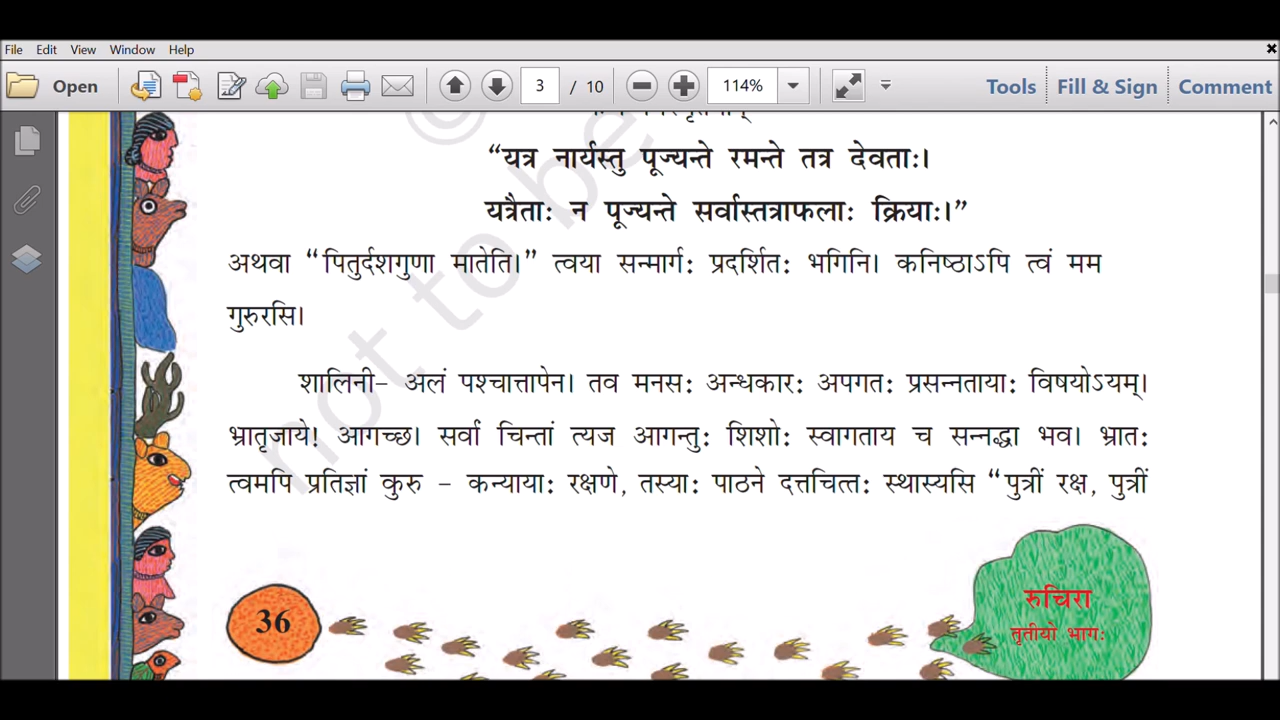 File Edit View Window Help
Open 3 / 10 114% Tools Fill & Sign Comment
“यत्र नार्यस्तु पूज्यन्ते रमन्ते तत्र देवताः।
यत्रैताः न पूज्यन्ते सर्वास्तत्राफलाः क्रियाः।”
अथवा “पितुर्दशगुणा मातेति।” त्वया सन्मार्ग: प्रदर्शित: भगिनि। कनिष्ठाऽपि त्वं मम
गुरुरसि।
शालिनी- अलं पश्चात्तापेन। तव मनस: अन्धकार: अपगत: प्रसन्नताया: विषयोऽयम्।
भ्रातृजाये! आगच्छ। सर्वां चिन्तां त्यज आगन्तु: शिशो: स्वागताय च सन्नद्धा भव। भ्रात:
त्वमपि प्रतिज्ञां कुरु - कन्याया: रक्षणे, तस्या: पाठने दत्तचित्त: स्थास्यसि “पुत्रीं रक्ष, पुत्रीं
not to be
36
रुचिरा
तृतीयो भागः